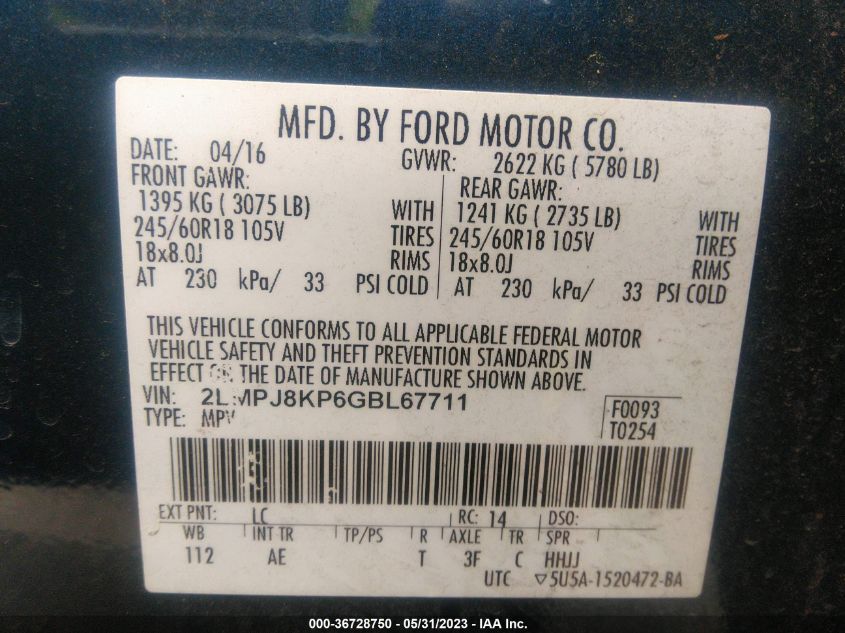 MFD. BY FORD MOTOR CO.
DATE: 04/16 GVWR: 2622 KG ( 5780 LB)
FRONT GAWR: REAR GAWR:
1395 KG ( 3075 LB) WITH 1241 KG ( 2735 LB) WITH
245/60R18 105V TIRES 245/60R18 105V TIRES
18x8.0J RIMS 18x8.0J RIMS
AT 230 kPa/ 33 PSI COLD AT 230 kPa/ 33 PSI COLD
THIS VEHICLE CONFORMS TO ALL APPLICABLE FEDERAL MOTOR
VEHICLE SAFETY AND THEFT PREVENTION STANDARDS IN
EFFECT ON THE DATE OF MANUFACTURE SHOWN ABOVE.
VIN: 2LMPJ8KP6GBL67711 F0093
TYPE: MPV T0254
EXT PNT: LC RC: 14 DSO:
WB INT TR TP/PS R AXLE TR SPR
112 AE T 3F C HHJJ
UTC ▽5U5A-1520472-BA
000-36728750 – 05/31/2023 – IAA Inc.